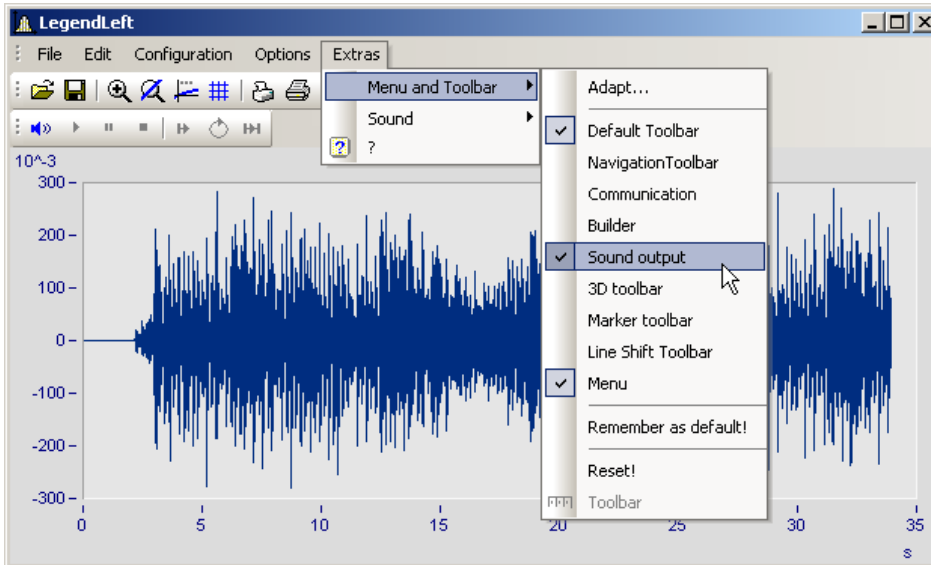 LegendLeft
File Edit Configuration Options Extras
Menu and Toolbar
Sound
?
Adapt...
Default Toolbar
NavigationToolbar
Communication
Builder
Sound output
3D toolbar
Marker toolbar
Line Shift Toolbar
Menu
Remember as default!
Reset!
Toolbar
10^-3
300
200
100
0
-100
-200
-300
0 5 10 15 20 25 30 35
s